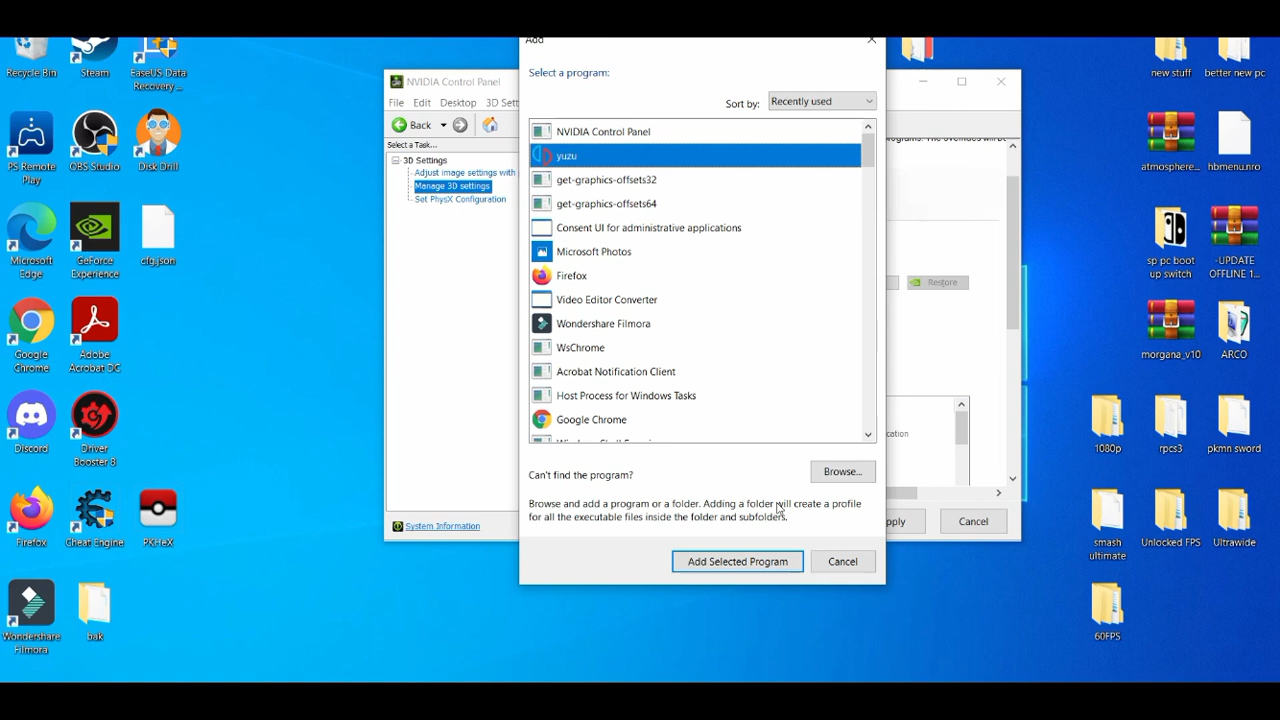 Recycle Bin
Steam
EaseUS Data
Recovery ...
PS Remote
Play
OBS Studio
Disk Drill
Microsoft
Edge
GeForce
Experience
cfg.json
Google
Chrome
Adobe
Acrobat DC
Discord
Driver
Booster 8
Firefox
Cheat Engine
PKHeX
Wondershare
Filmora
bak
NVIDIA Control Panel
File Edit Desktop 3D Sett
Back
Select a Task...
3D Settings
Adjust image settings with
Manage 3D settings
Set PhysX Configuration
System Information
Add
Select a program:
Sort by: Recently used
NVIDIA Control Panel
yuzu
get-graphics-offsets32
get-graphics-offsets64
Consent UI for administrative applications
Microsoft Photos
Firefox
Video Editor Converter
Wondershare Filmora
WsChrome
Acrobat Notification Client
Host Process for Windows Tasks
Google Chrome
Can't find the program?
Browse...
Browse and add a program or a folder. Adding a folder will create a profile
for all the executable files inside the folder and subfolders.
Add Selected Program
Cancel
Restore
pply
Cancel
new stuff
better new pc
atmosphere...
hbmenu.nro
sp pc boot
up switch
-UPDATE
OFFLINE 1...
morgana_v10
ARCO
1080p
rpcs3
pkmn sword
smash
ultimate
Unlocked FPS
Ultrawide
60FPS